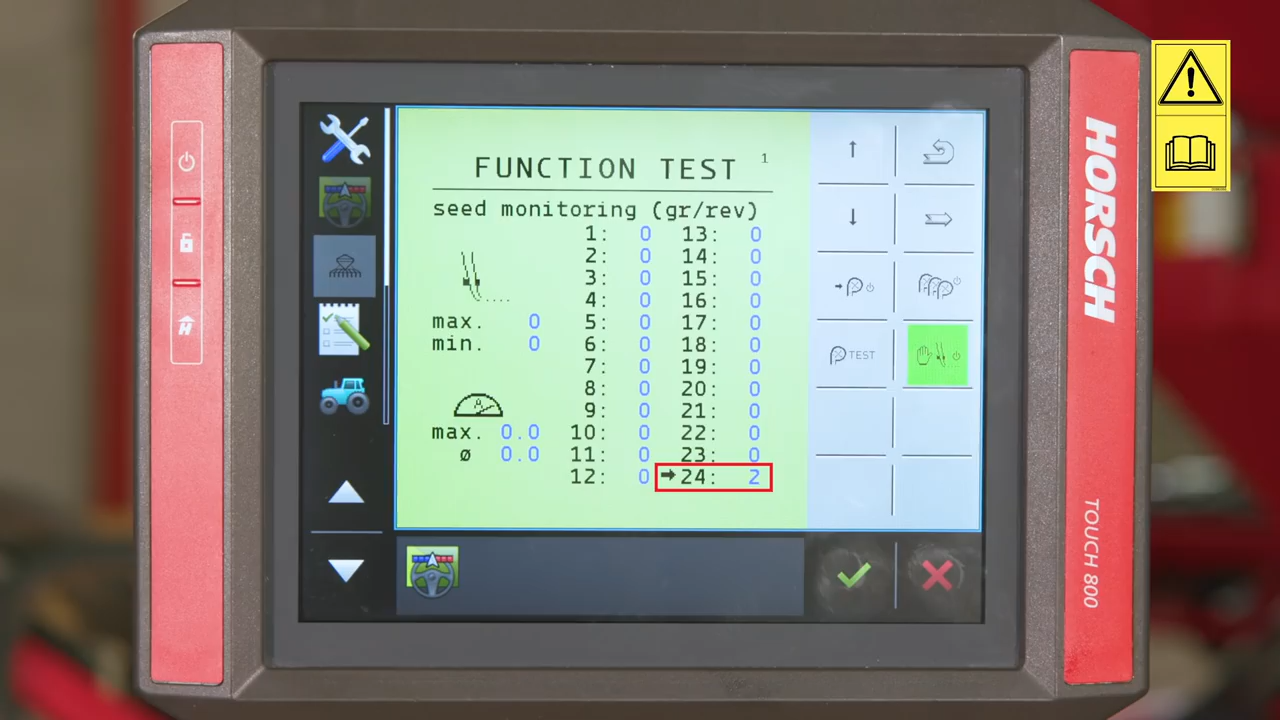 FUNCTION TEST 1
seed monitoring (gr/rev)
1: 0 13: 0
2: 0 14: 0
3: 0 15: 0
4: 0 16: 0
max. 0 5: 0 17: 0
min. 0 6: 0 18: 0
7: 0 19: 0
8: 0 20: 0
9: 0 21: 0
max. 0.0 10: 0 22: 0
ø 0.0 11: 0 23: 0
12: 0 ➡24: 2
TEST
HORSCH
TOUCH 800